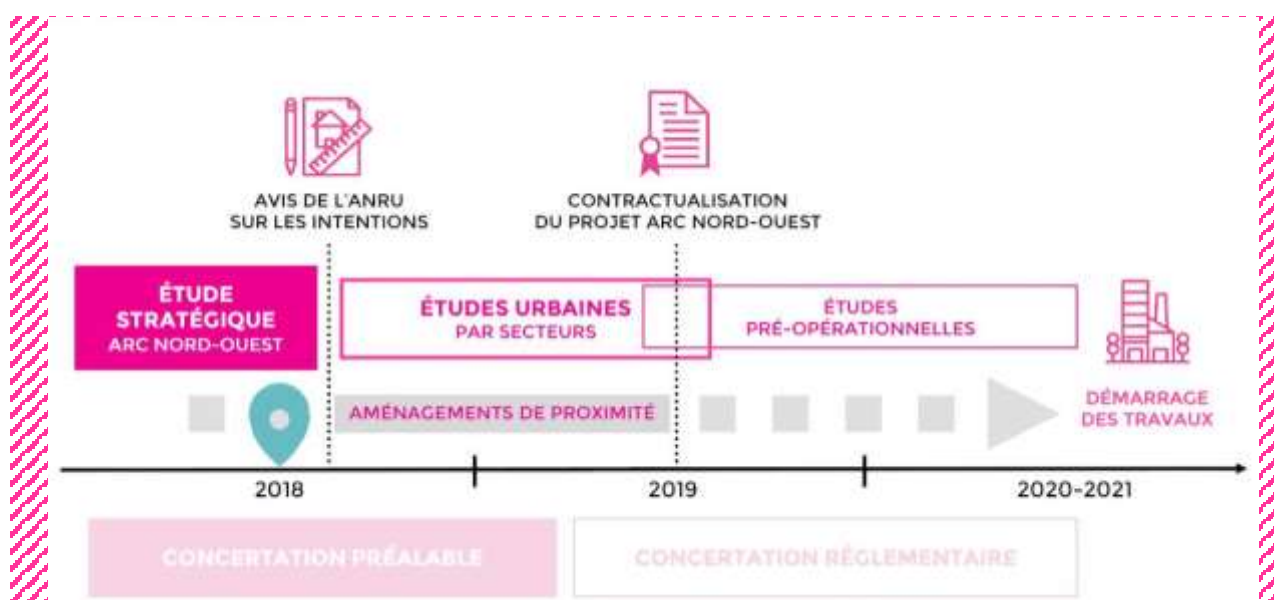 AVIS DE L'ANRU
SUR LES INTENTIONS
CONTRACTUALISATION
DU PROJET ARC NORD-OUEST
ÉTUDE
STRATÉGIQUE
ARC NORD-OUEST
ÉTUDES URBAINES
PAR SECTEURS
ÉTUDES
PRÉ-OPÉRATIONNELLES
AMÉNAGEMENTS DE PROXIMITÉ
DÉMARRAGE
DES TRAVAUX
2018
2019
2020-2021
CONCERTATION PRÉALABLE
CONCERTATION RÉGLEMENTAIRE